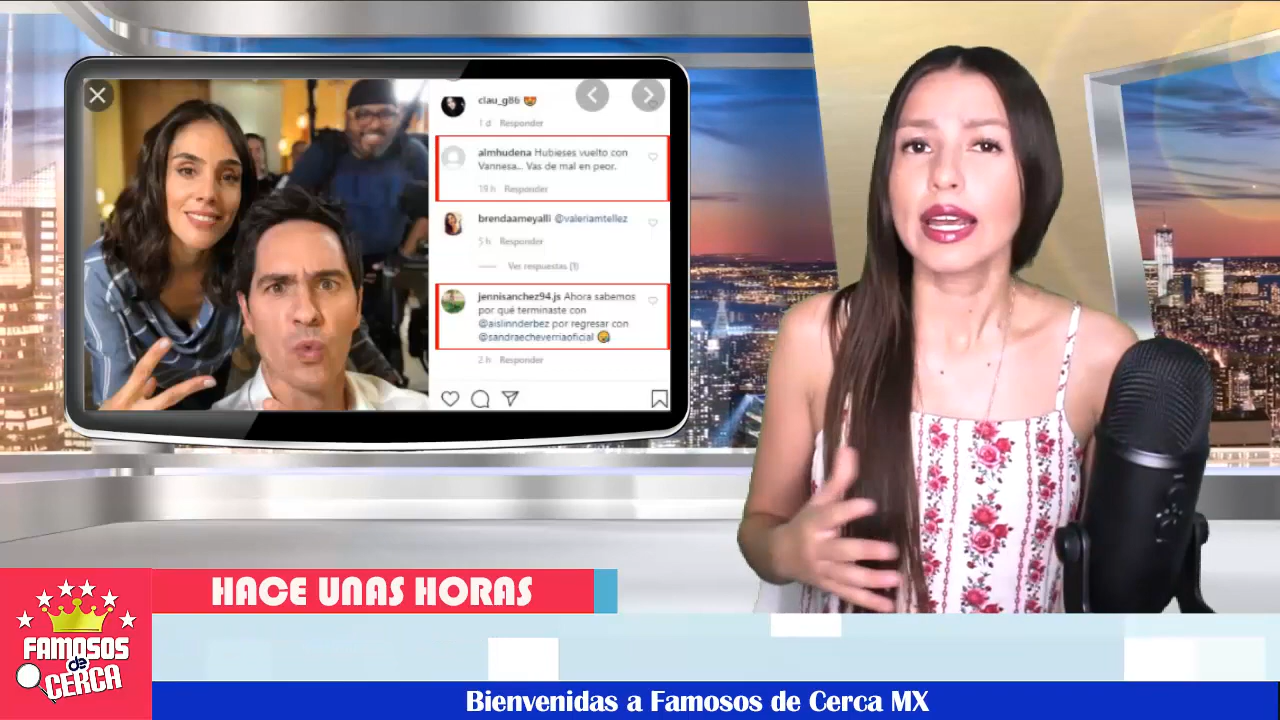 clau_g86
1 d Responder
almhudena Hubieses vuelto con
Vannesa... Vas de mal en peor.
19 h Responder
brendaameyalli @valeriamtellez
5 h Responder
Ver respuestas (1)
jennisanchez94.js Ahora sabemos
por qué terminaste con
@aislinnderbez por regresar con
@sandraecheverriaoficial
2 h Responder
HACE UNAS HORAS
FAMOSOS
de
CERCA
Bienvenidas a Famosos de Cerca MX